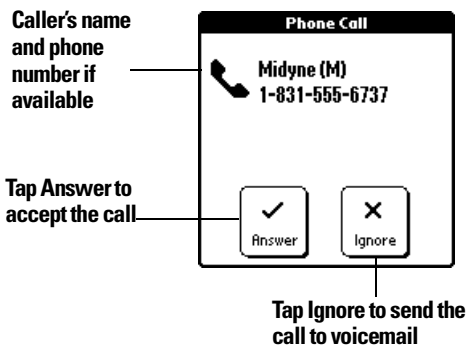 Caller's name
and phone
number if
available
Phone Call
Midyne (M)
1-831-555-6737
Tap Answer to
accept the call
Answer
Ignore
Tap Ignore to send the
call to voicemail